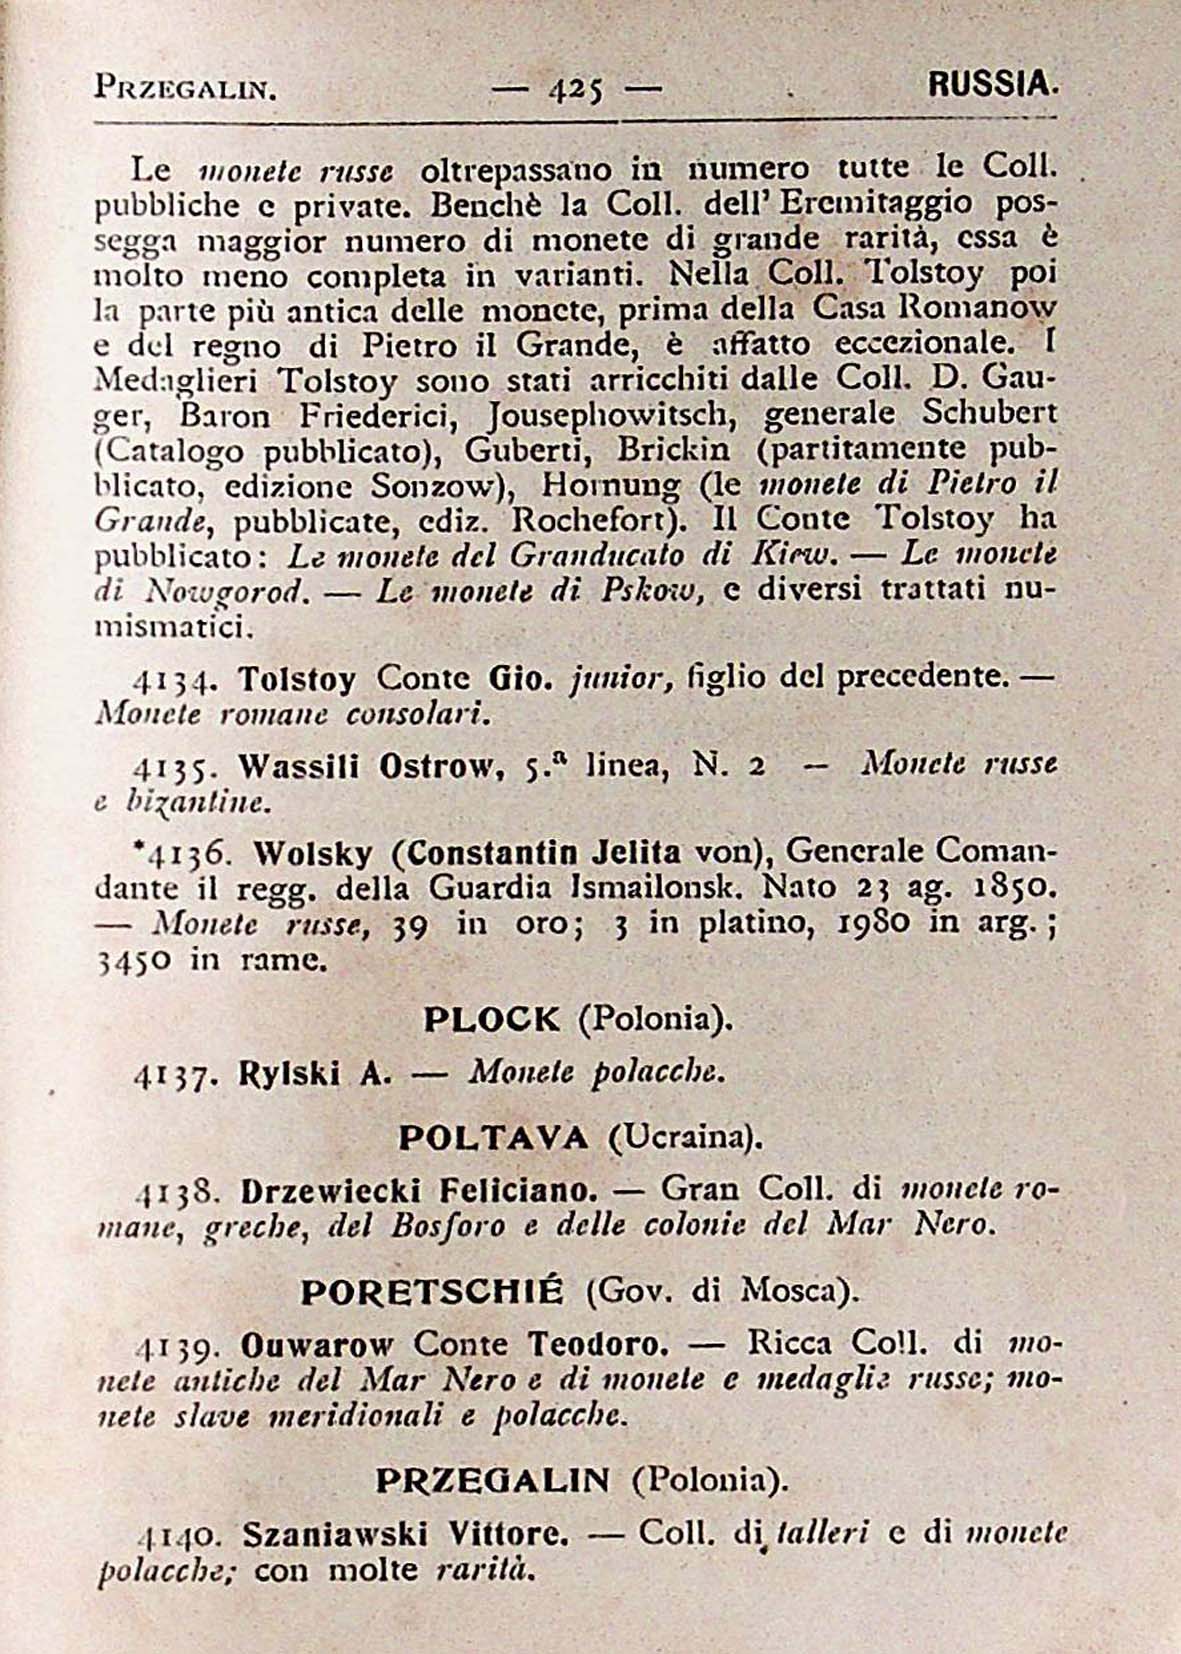 PRZEGALIN. — 425 — RUSSIA.
Le monete russe oltrepassano in numero tutte le Coll.
pubbliche e private. Benchè la Coll. dell' Eremitaggio pos-
segga maggior numero di monete di grande rarità, essa è
molto meno completa in varianti. Nella Coll. Tolstoy poi
la parte più antica delle monete, prima della Casa Romanow
e del regno di Pietro il Grande, è affatto eccezionale. I
Medaglieri Tolstoy sono stati arricchiti dalle Coll. D. Gau-
ger, Baron Friederici, Jousephowitsch, generale Schubert
(Catalogo pubblicato), Guberti, Brickin (partitamente pub-
blicato, edizione Sonzow), Hornung (le monete di Pietro il
Grande, pubblicate, ediz. Rochefort). Il Conte Tolstoy ha
pubblicato: Le monete del Granducato di Kiew. — Le monete
di Nowgorod. — Le monete di Pskow, e diversi trattati nu-
mismatici.
4134. Tolstoy Conte Gio. junior, figlio del precedente. —
Monete romane consolari.
4135. Wassili Ostrow, 5.ª linea, N. 2 — Monete russe
e bizantine.
*4136. Wolsky (Constantin Jelita von), Generale Coman-
dante il regg. della Guardia Ismailonsk. Nato 23 ag. 1850.
— Monete russe, 39 in oro; 3 in platino, 1980 in arg.;
3450 in rame.
PLOCK (Polonia).
4137. Rylski A. — Monete polacche.
POLTAVA (Ucraina).
4138. Drzewiecki Feliciano. — Gran Coll. di monete ro-
mane, greche, del Bosforo e delle colonie del Mar Nero.
PORETSCHIÉ (Gov. di Mosca).
4139. Ouwarow Conte Teodoro. — Ricca Coll. di mo-
nete antiche del Mar Nero e di monete e medaglie russe; mo-
nete slave meridionali e polacche.
PRZEGALIN (Polonia).
4140. Szaniawski Vittore. — Coll. di talleri e di monete
polacche; con molte rarità.